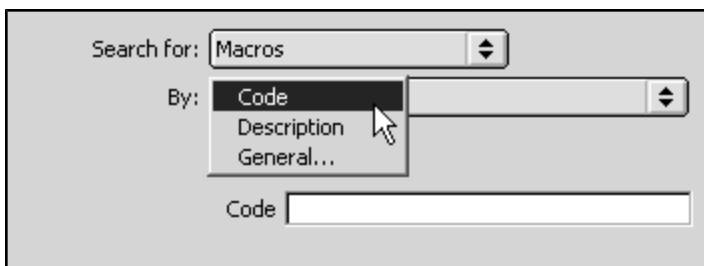 Search for: Macros
By: Code
Description
General...
Code